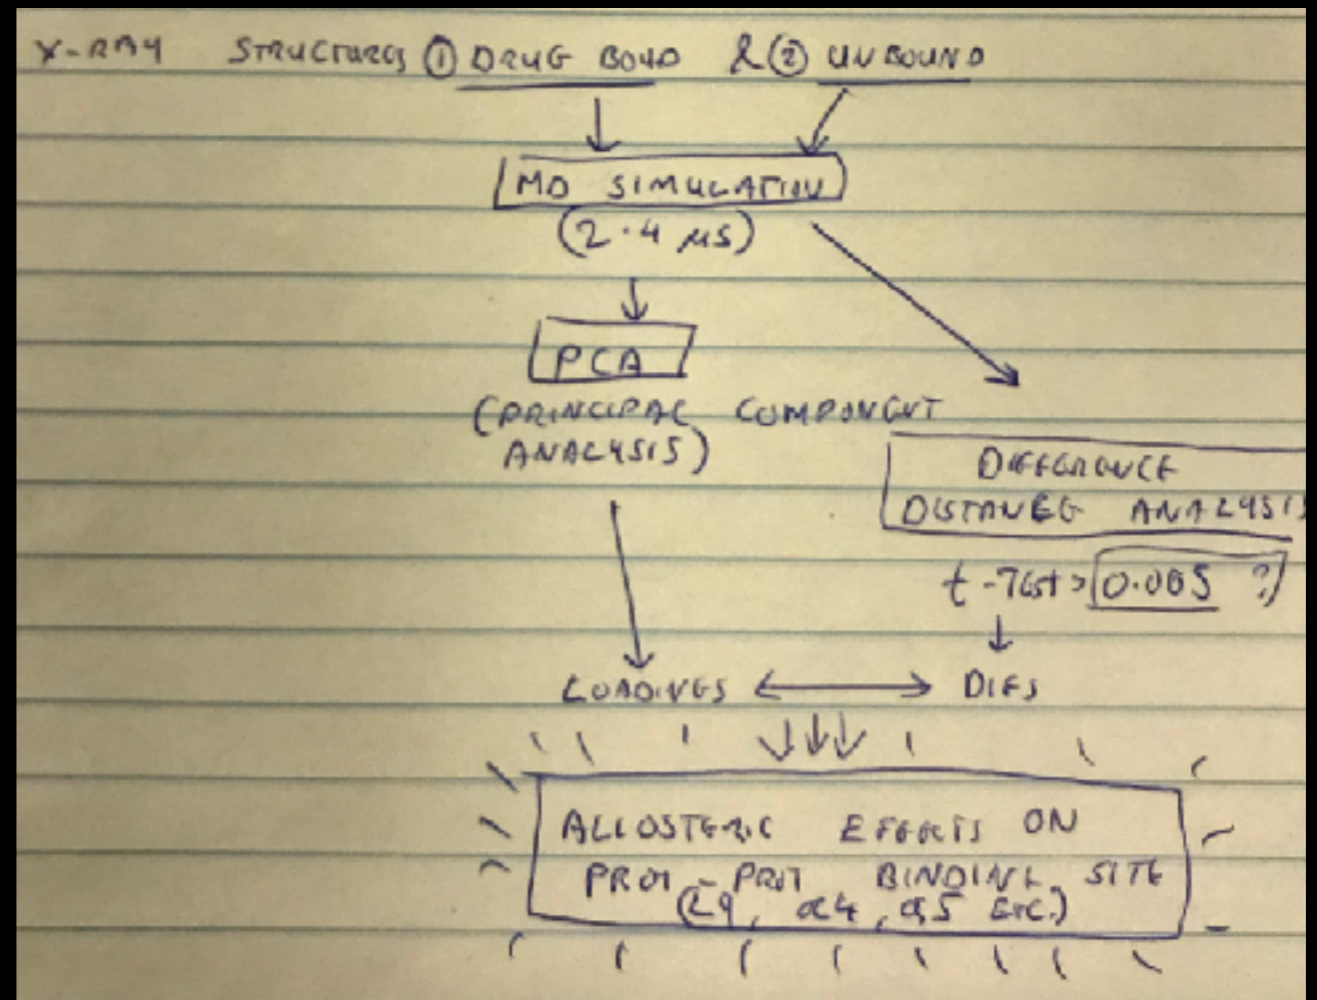 X-RAY STRUCTURES ① DRUG BOUD & ② UNBOUND
MD SIMULATION
(2.4 µs)
PCA
(PRINCIPAL COMPONENT
ANALYSIS)
DIFFERENCE
DISTANCE ANALYSIS
t-Test > 0.005 ?
LOADINGS ↔ DIFS
ALLOSTERIC EFFECTS ON
PROT-PROT BINDING SITE
(L9, α4, α5 ETC.)